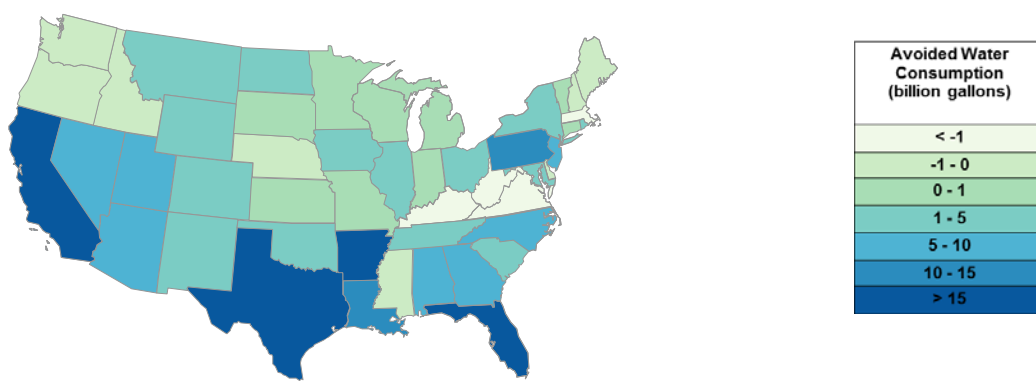 Avoided Water
Consumption
(billion gallons)
< -1
-1 - 0
0 - 1
1 - 5
5 - 10
10 - 15
> 15